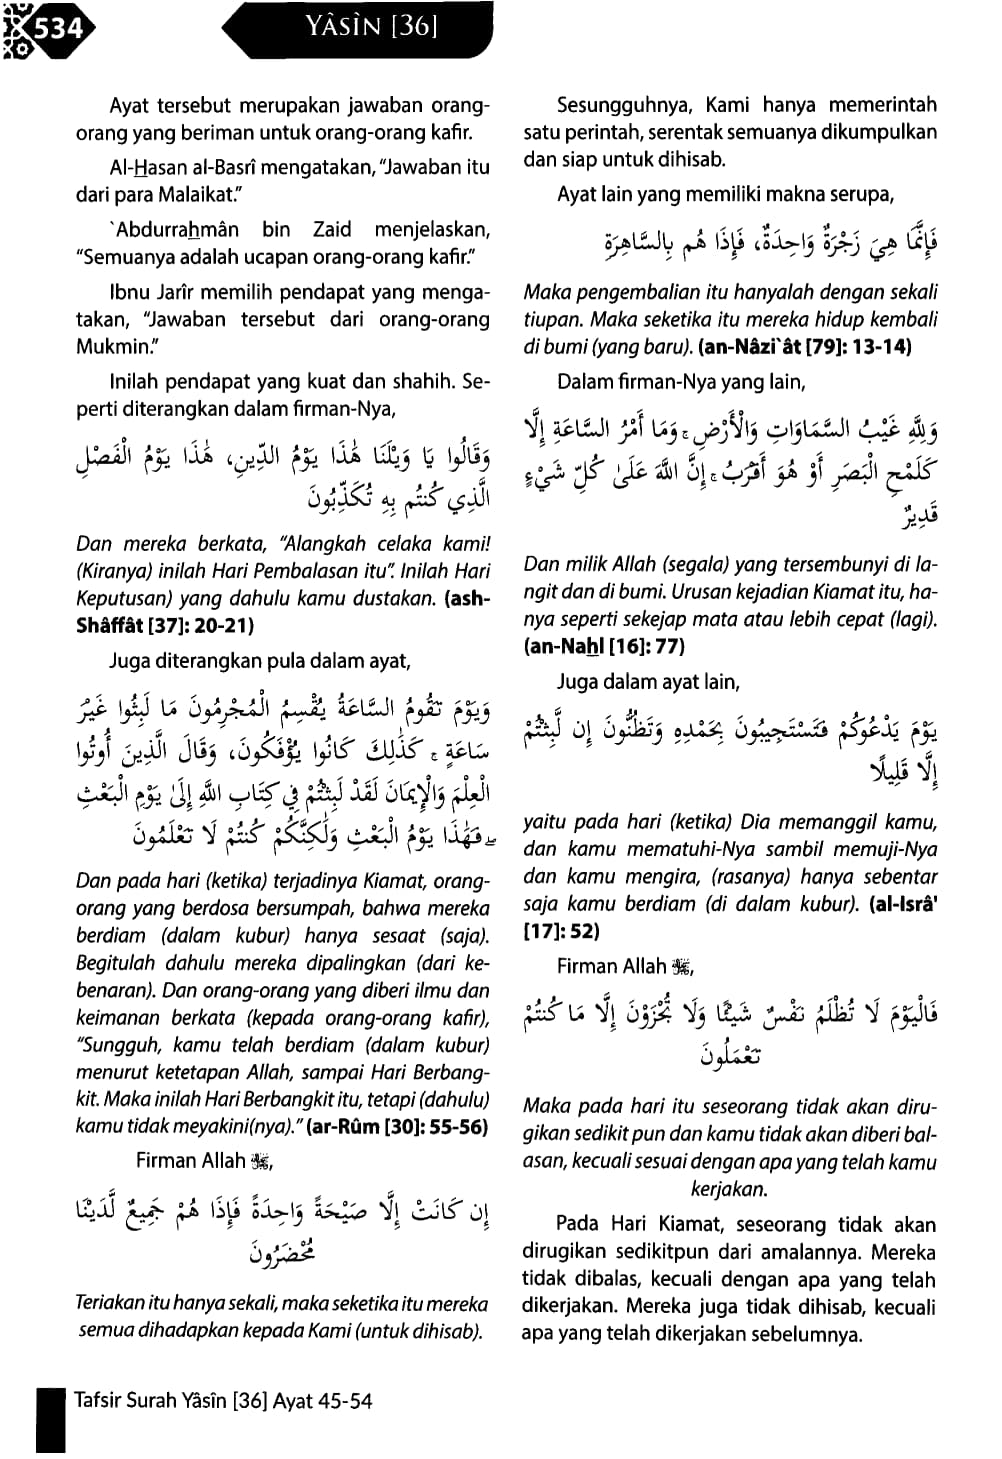 534
YÂSÌN [36]
Ayat tersebut merupakan jawaban orang-
orang yang beriman untuk orang-orang kafir.
Al-Hasan al-Basrî mengatakan, “Jawaban itu
dari para Malaikat.”
`Abdurrahmân bin Zaid menjelaskan,
“Semuanya adalah ucapan orang-orang kafir.”
Ibnu Jarîr memilih pendapat yang menga-
takan, “Jawaban tersebut dari orang-orang
Mukmin.”
Inilah pendapat yang kuat dan shahih. Se-
perti diterangkan dalam firman-Nya,
وَقَالُوا يَا وَيْلَنَا هَٰذَا يَوْمُ الدِّينِ، هَٰذَا يَوْمُ الْفَصْلِ
الَّذِي كُنتُم بِهِ تُكَذِّبُونَ
Dan mereka berkata, “Alangkah celaka kami!
(Kiranya) inilah Hari Pembalasan itu”. Inilah Hari
Keputusan) yang dahulu kamu dustakan. (ash-
Shâffât [37]: 20-21)
Juga diterangkan pula dalam ayat,
وَيَوْمَ تَقُومُ السَّاعَةُ يُقْسِمُ الْمُجْرِمُونَ مَا لَبِثُوا غَيْرَ
سَاعَةٍ ۚ كَذَٰلِكَ كَانُوا يُؤْفَكُونَ، وَقَالَ الَّذِينَ أُوتُوا
الْعِلْمَ وَالْإِيمَانَ لَقَدْ لَبِثْتُمْ فِي كِتَابِ اللَّهِ إِلَىٰ يَوْمِ الْبَعْثِ
ۖ فَهَٰذَا يَوْمُ الْبَعْثِ وَلَٰكِنَّكُمْ كُنتُمْ لَا تَعْلَمُونَ
Dan pada hari (ketika) terjadinya Kiamat, orang-
orang yang berdosa bersumpah, bahwa mereka
berdiam (dalam kubur) hanya sesaat (saja).
Begitulah dahulu mereka dipalingkan (dari ke-
benaran). Dan orang-orang yang diberi ilmu dan
keimanan berkata (kepada orang-orang kafir),
“Sungguh, kamu telah berdiam (dalam kubur)
menurut ketetapan Allah, sampai Hari Berbang-
kit. Maka inilah Hari Berbangkit itu, tetapi (dahulu)
kamu tidak meyakini(nya).” (ar-Rûm [30]: 55-56)
Firman Allah ﷻ,
إِن كَانَتْ إِلَّا صَيْحَةً وَاحِدَةً فَإِذَا هُمْ جَمِيعٌ لَّدَيْنَا
مُحْضَرُونَ
Teriakan itu hanya sekali, maka seketika itu mereka
semua dihadapkan kepada Kami (untuk dihisab).
Sesungguhnya, Kami hanya memerintah
satu perintah, serentak semuanya dikumpulkan
dan siap untuk dihisab.
Ayat lain yang memiliki makna serupa,
فَإِنَّمَا هِيَ زَجْرَةٌ وَاحِدَةٌ، فَإِذَا هُم بِالسَّاهِرَةِ
Maka pengembalian itu hanyalah dengan sekali
tiupan. Maka seketika itu mereka hidup kembali
di bumi (yang baru). (an-Nâzi`ât [79]: 13-14)
Dalam firman-Nya yang lain,
وَلِلَّهِ غَيْبُ السَّمَاوَاتِ وَالْأَرْضِ ۚ وَمَا أَمْرُ السَّاعَةِ إِلَّا
كَلَمْحِ الْبَصَرِ أَوْ هُوَ أَقْرَبُ ۚ إِنَّ اللَّهَ عَلَىٰ كُلِّ شَيْءٍ
قَدِيرٌ
Dan milik Allah (segala) yang tersembunyi di la-
ngit dan di bumi. Urusan kejadian Kiamat itu, ha-
nya seperti sekejap mata atau lebih cepat (lagi).
(an-Nahl [16]: 77)
Juga dalam ayat lain,
يَوْمَ يَدْعُوكُمْ فَتَسْتَجِيبُونَ بِحَمْدِهِ وَتَظُنُّونَ إِن لَّبِثْتُمْ
إِلَّا قَلِيلًا
yaitu pada hari (ketika) Dia memanggil kamu,
dan kamu mematuhi-Nya sambil memuji-Nya
dan kamu mengira, (rasanya) hanya sebentar
saja kamu berdiam (di dalam kubur). (al-Isrâ'
[17]: 52)
Firman Allah ﷻ,
فَالْيَوْمَ لَا تُظْلَمُ نَفْسٌ شَيْئًا وَلَا تُجْزَوْنَ إِلَّا مَا كُنتُمْ
تَعْمَلُونَ
Maka pada hari itu seseorang tidak akan diru-
gikan sedikit pun dan kamu tidak akan diberi bal-
asan, kecuali sesuai dengan apa yang telah kamu
kerjakan.
Pada Hari Kiamat, seseorang tidak akan
dirugikan sedikitpun dari amalannya. Mereka
tidak dibalas, kecuali dengan apa yang telah
dikerjakan. Mereka juga tidak dihisab, kecuali
apa yang telah dikerjakan sebelumnya.
Tafsir Surah Yâsîn [36] Ayat 45-54